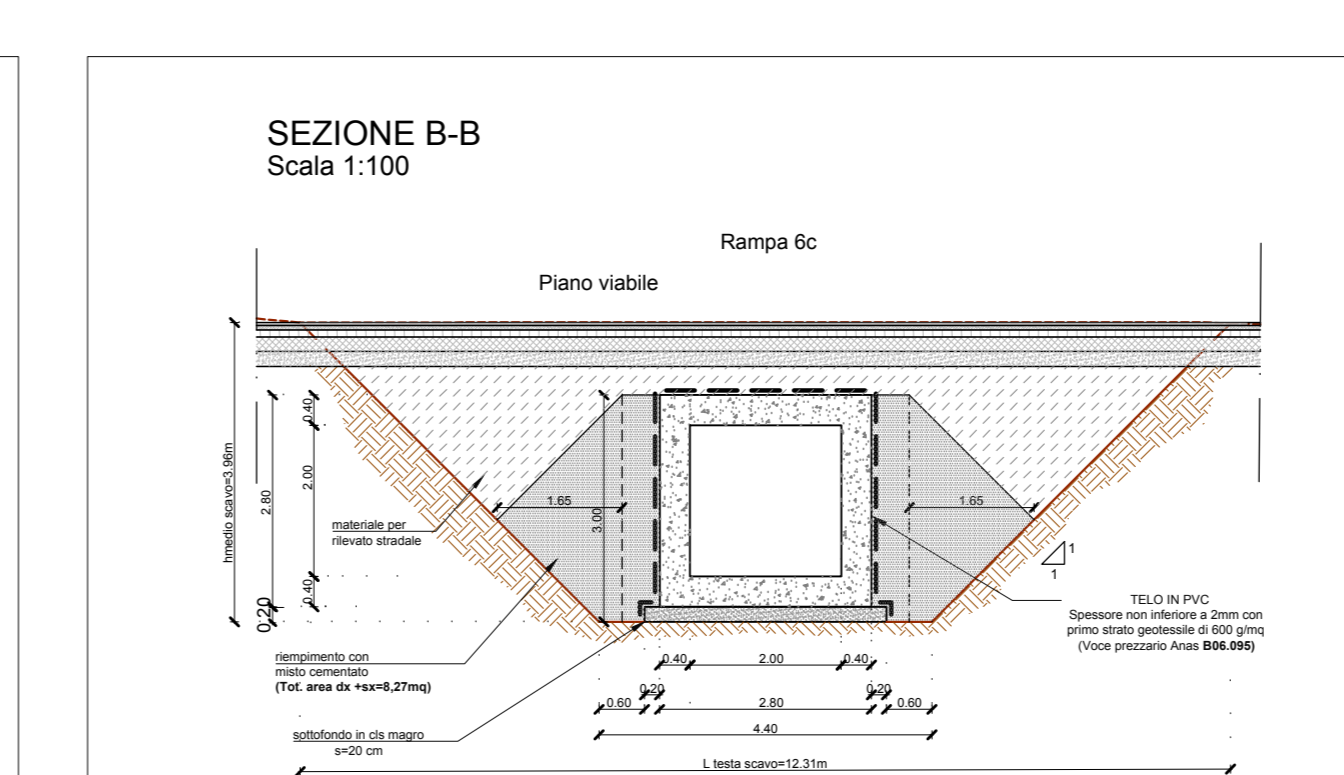 SEZIONE B-B
Scala 1:100
Rampa 6c
Piano viabile
hmedio scavo=3.96m
2.80
0.20
0.40
2.00
0.40
1.65
3.00
1.65
materiale per
rilevato stradale
1
1
TELO IN PVC
Spessore non inferiore a 2mm con
primo strato geotessile di 600 g/mq
(Voce prezzario Anas B06.095)
riempimento con
misto cementato
(Tot. area dx +sx=8,27mq)
0.40
2.00
0.40
0.20
0.20
0.60
2.80
0.60
4.40
sottofondo in cls magro
s=20 cm
L testa scavo=12.31m